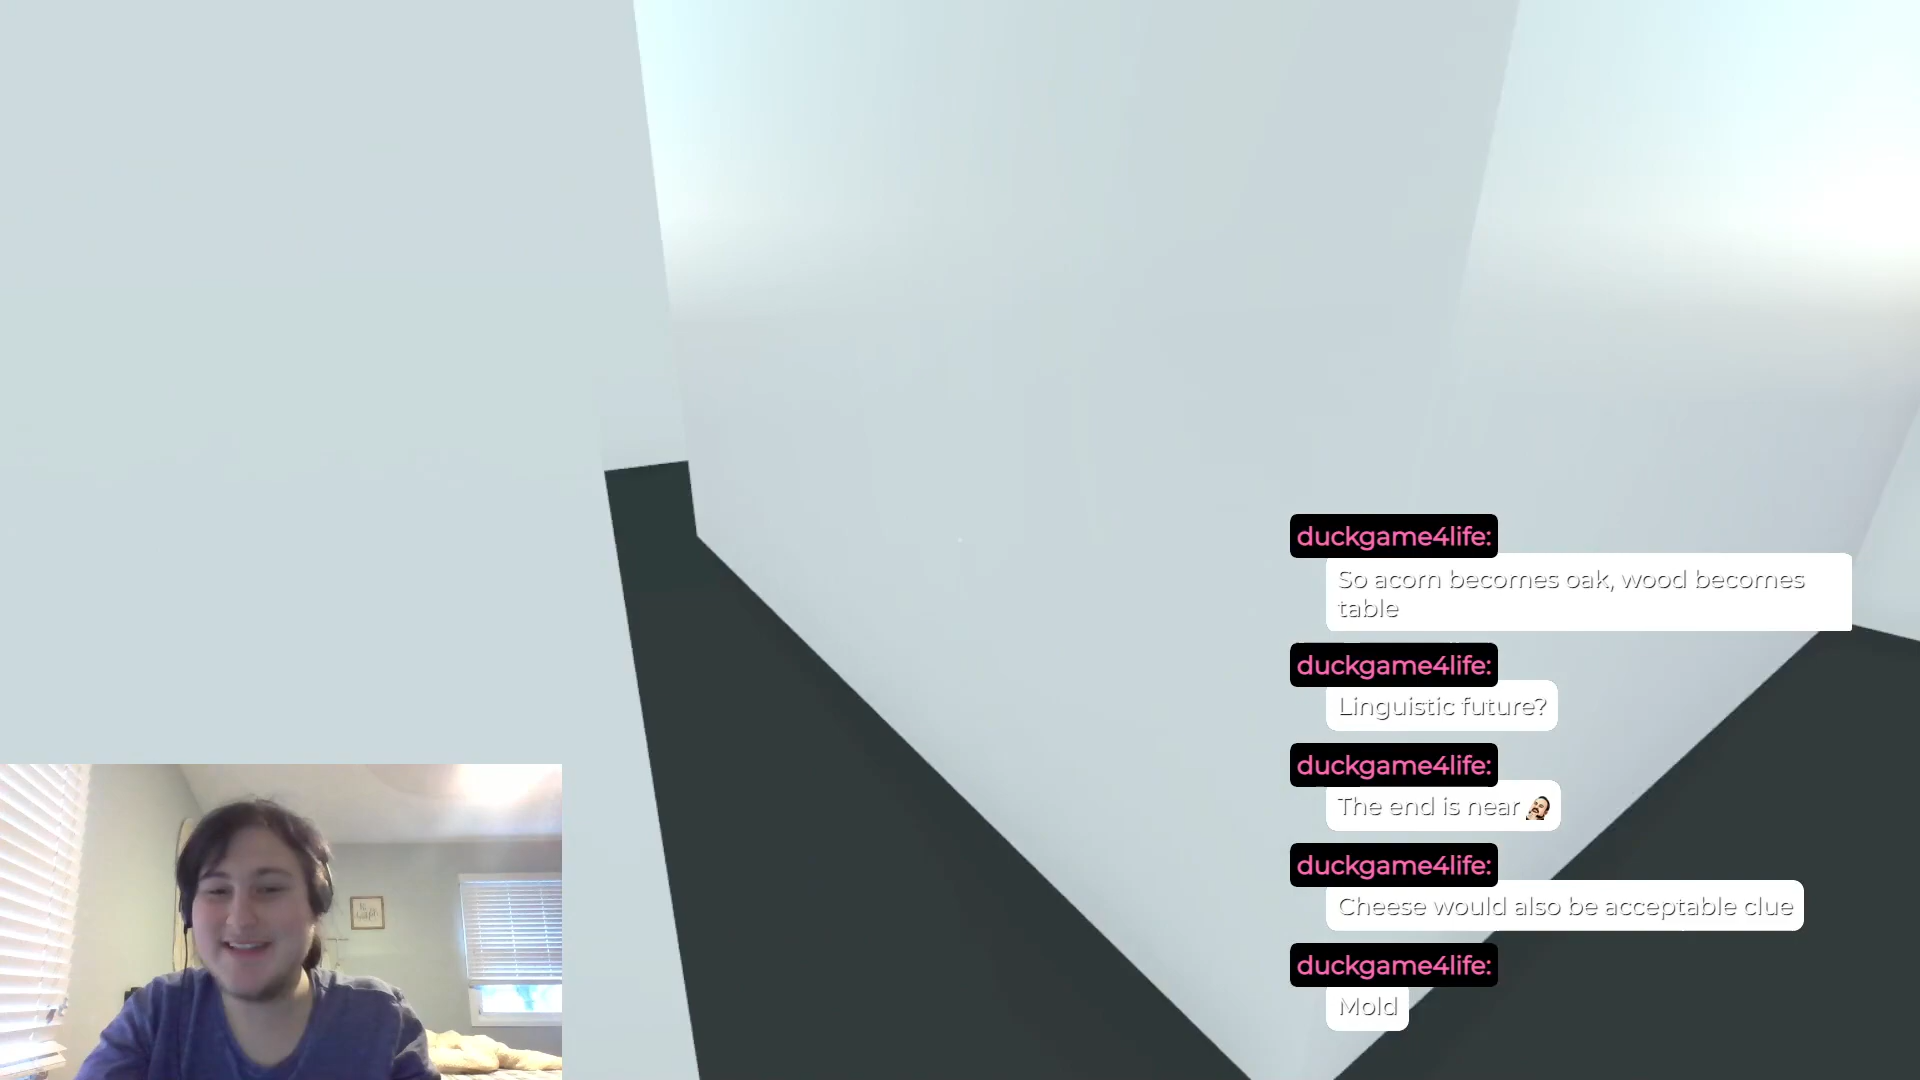 duckgame4life:
So acorn becomes oak, wood becomes
table
duckgame4life:
Linguistic future?
duckgame4life:
The end is near
duckgame4life:
Cheese would also be acceptable clue
duckgame4life:
Mold